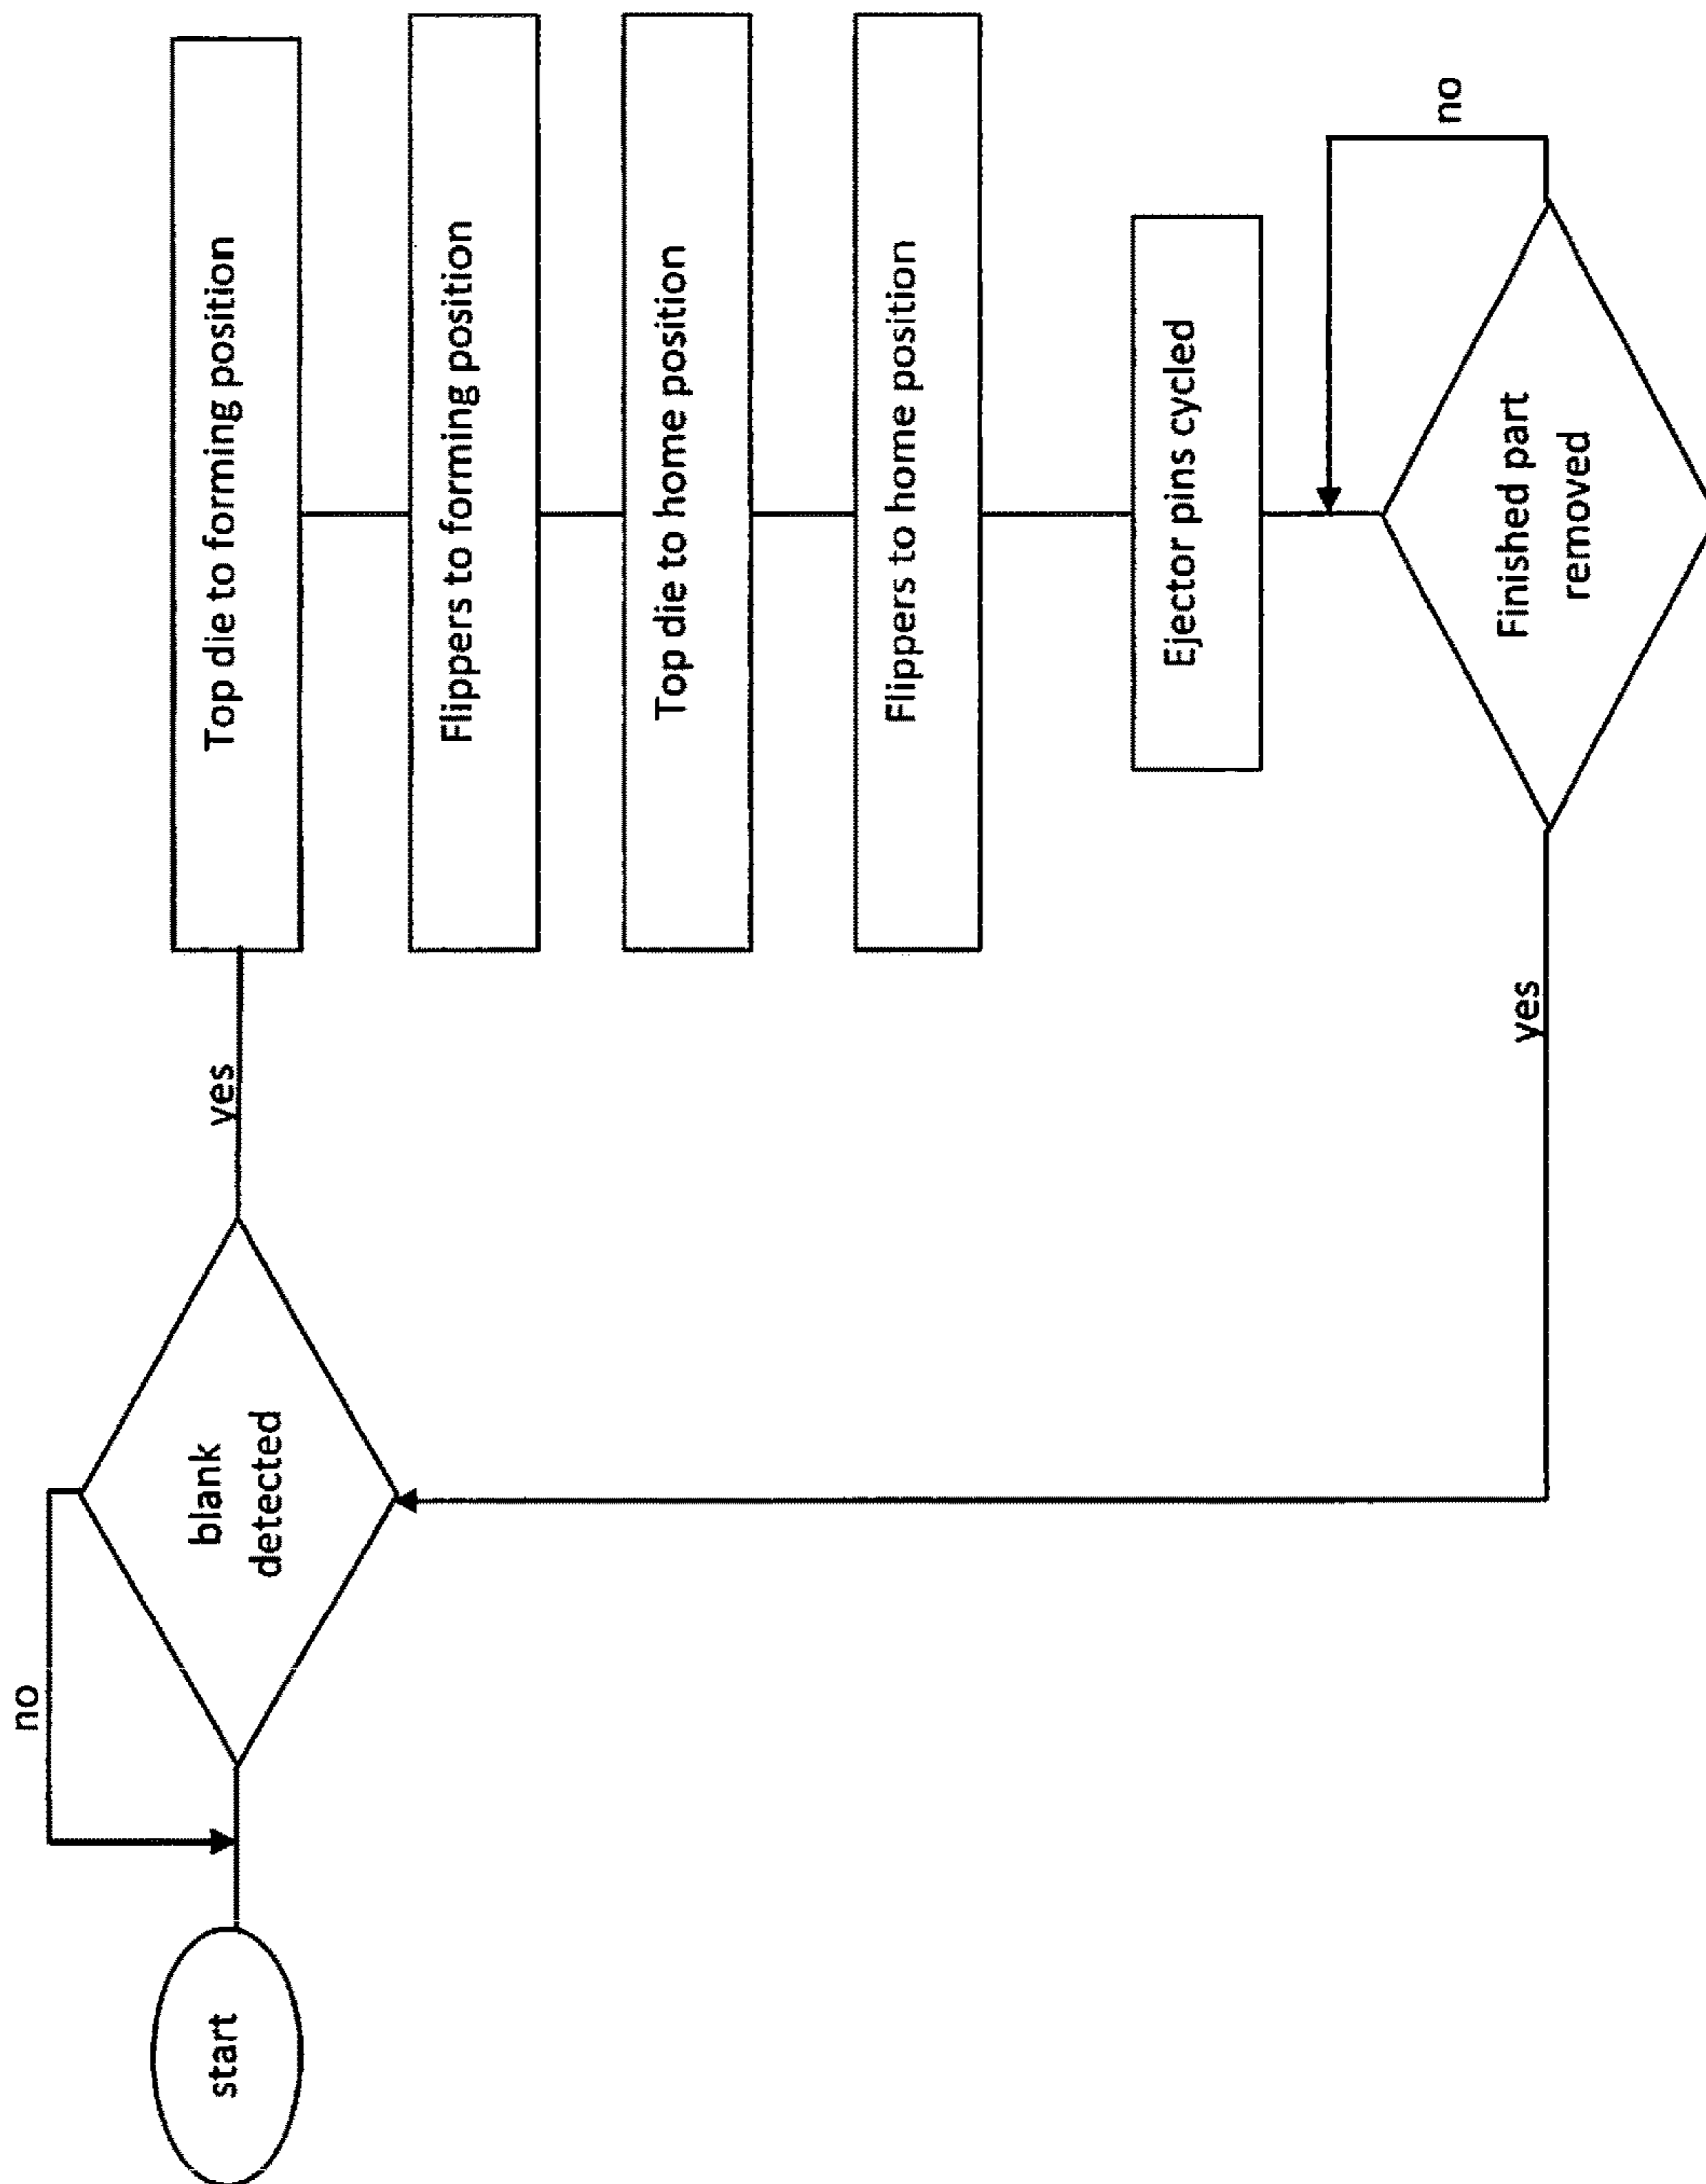 start
no
blank
detected
yes
Top die to forming position
Flippers to forming position
Top die to home position
Flippers to home position
Ejector pins cycled
no
Finished part
removed
yes